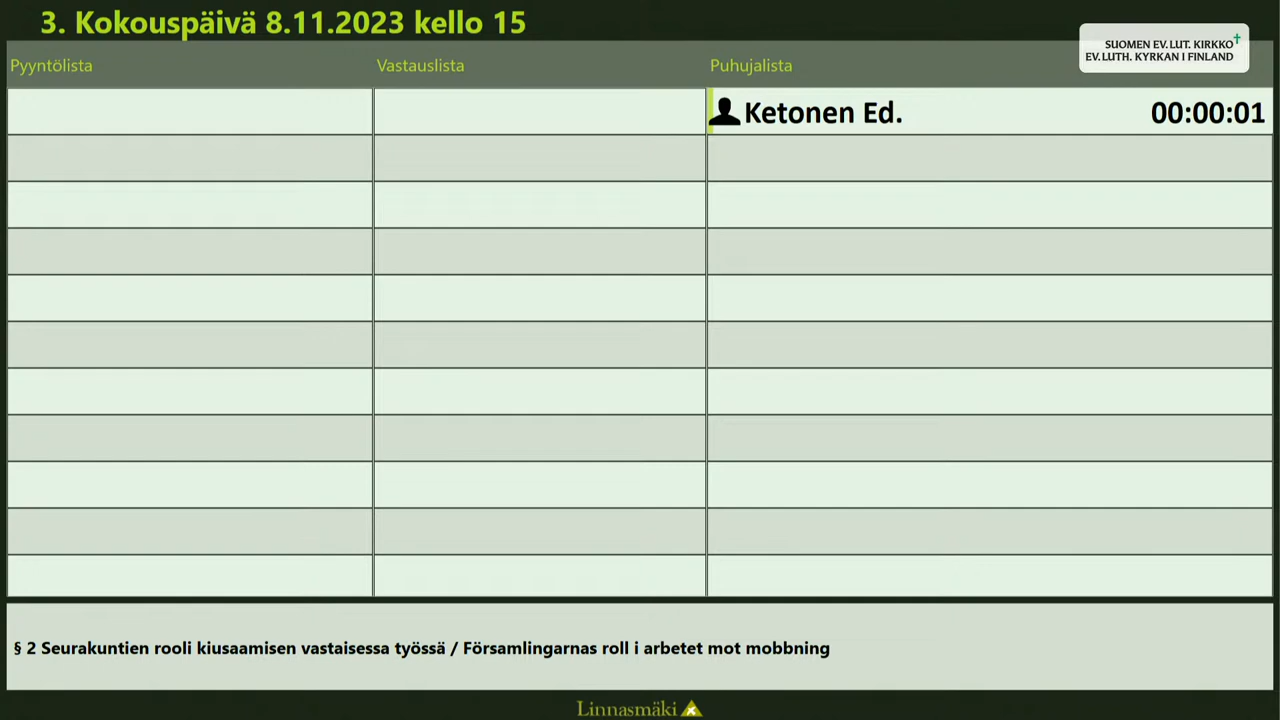 3. Kokouspäivä 8.11.2023 kello 15
SUOMEN EV.LUT. KIRKKO
EV.LUTH. KYRKAN I FINLAND
Pyyntölista
Vastauslista
Puhujalista
Ketonen Ed. 00:00:01
§ 2 Seurakuntien rooli kiusaamisen vastaisessa työssä / Församlingarnas roll i arbetet mot mobbning
Linnasmäki